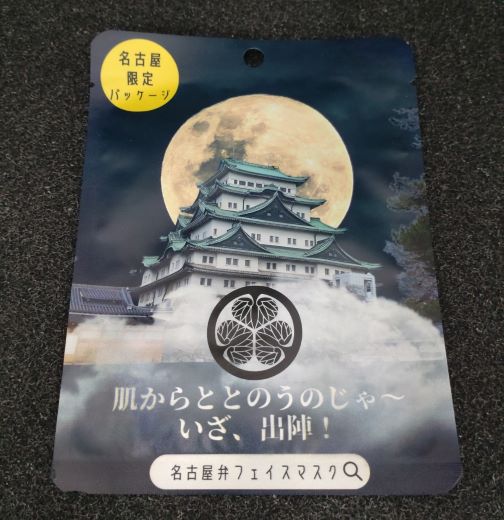 名古屋
限定
パッケージ
肌からととのうのじゃ～
いざ、出陣！
名古屋弁フェイスマスク